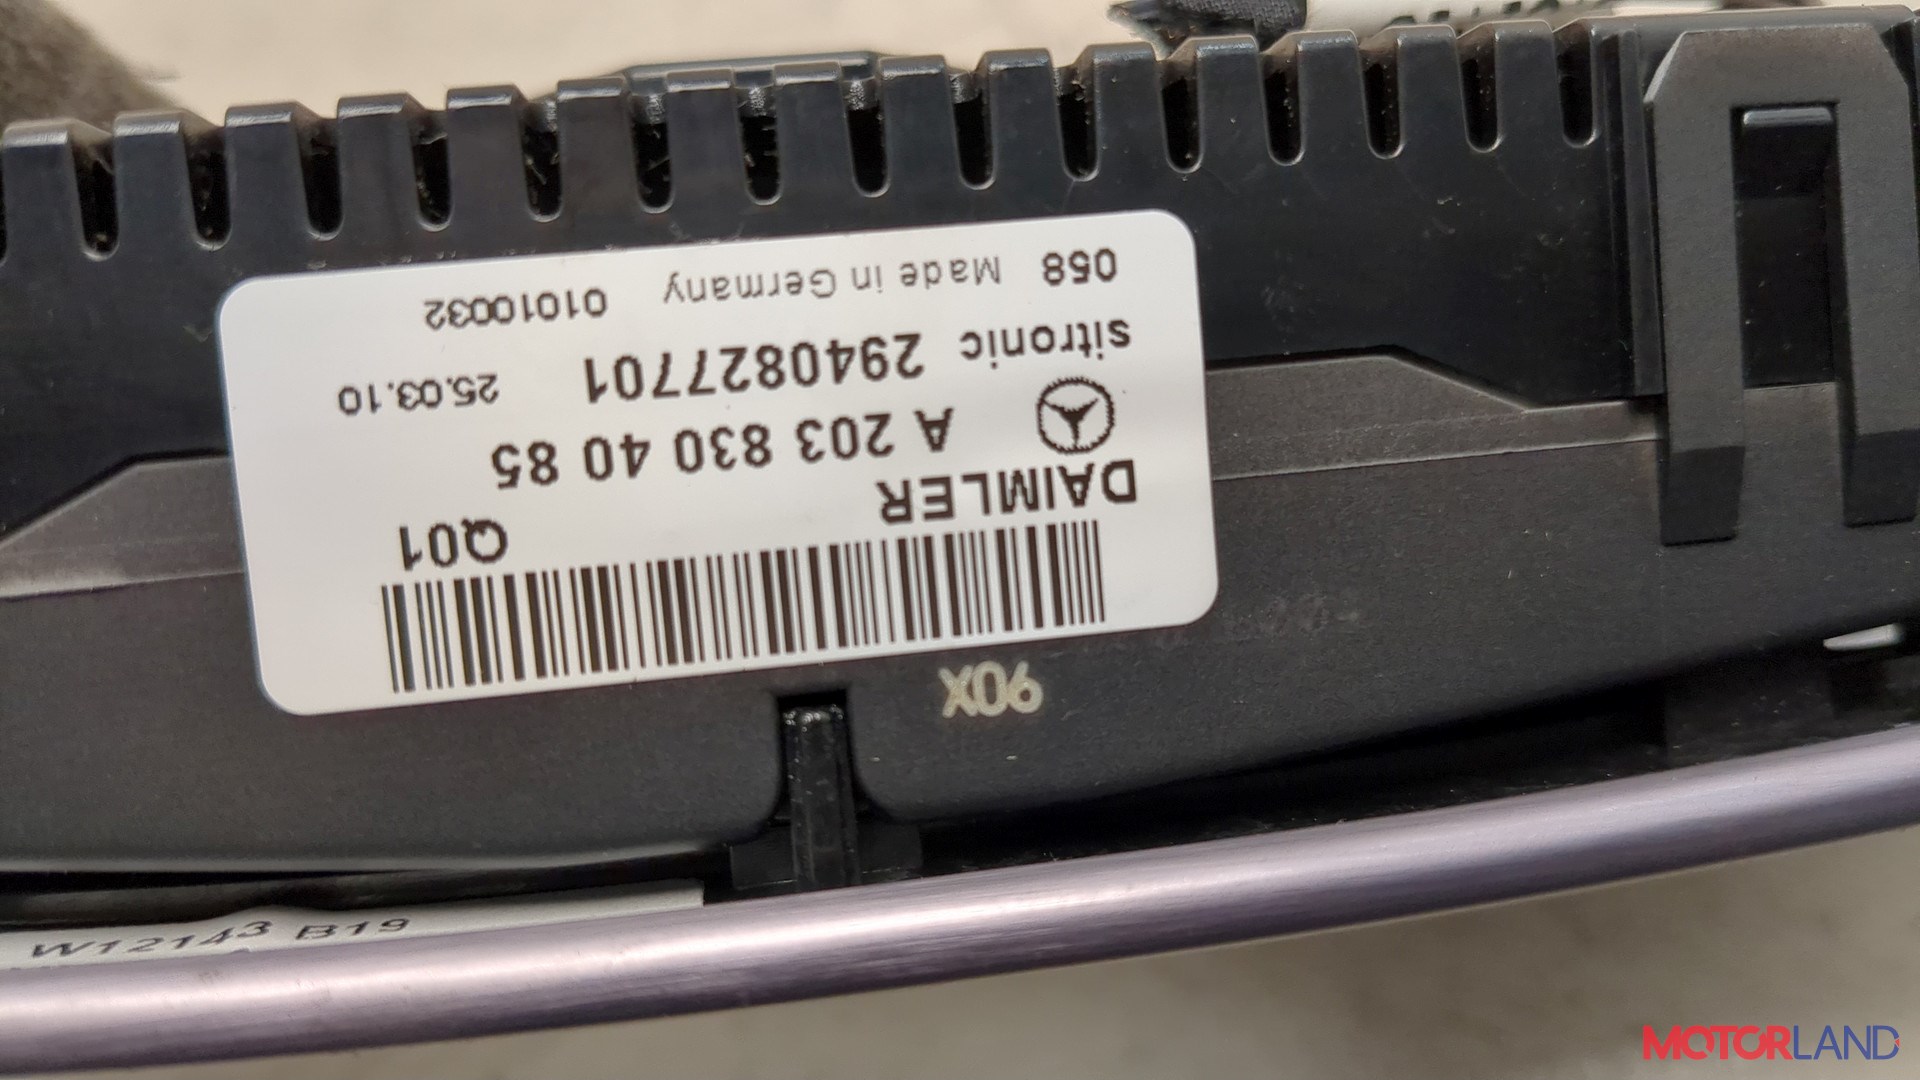 DAIMLER Q01
A 203 830 40 85
sitronic 2940827701 25.03.10
058 Made in Germany 01010032
X06
W12143 B19
MOTORLAND